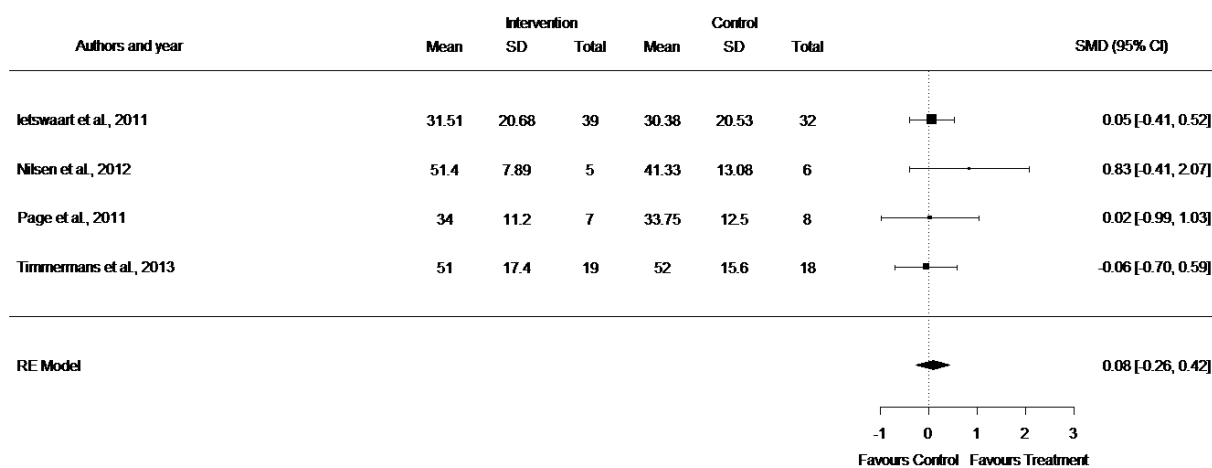 Intervention Control
Authors and year Mean SD Total Mean SD Total SMD (95% CI)
Ietswaart et al., 2011 31.51 20.68 39 30.38 20.53 32 0.05 [-0.41, 0.52]
Nilsen et al., 2012 51.4 7.89 5 41.33 13.08 6 0.83 [-0.41, 2.07]
Page et al., 2011 34 11.2 7 33.75 12.5 8 0.02 [-0.99, 1.03]
Timmermans et al., 2013 51 17.4 19 52 15.6 18 -0.06 [-0.70, 0.59]
RE Model 0.08 [-0.26, 0.42]
-1 0 1 2 3
Favours Control Favours Treatment